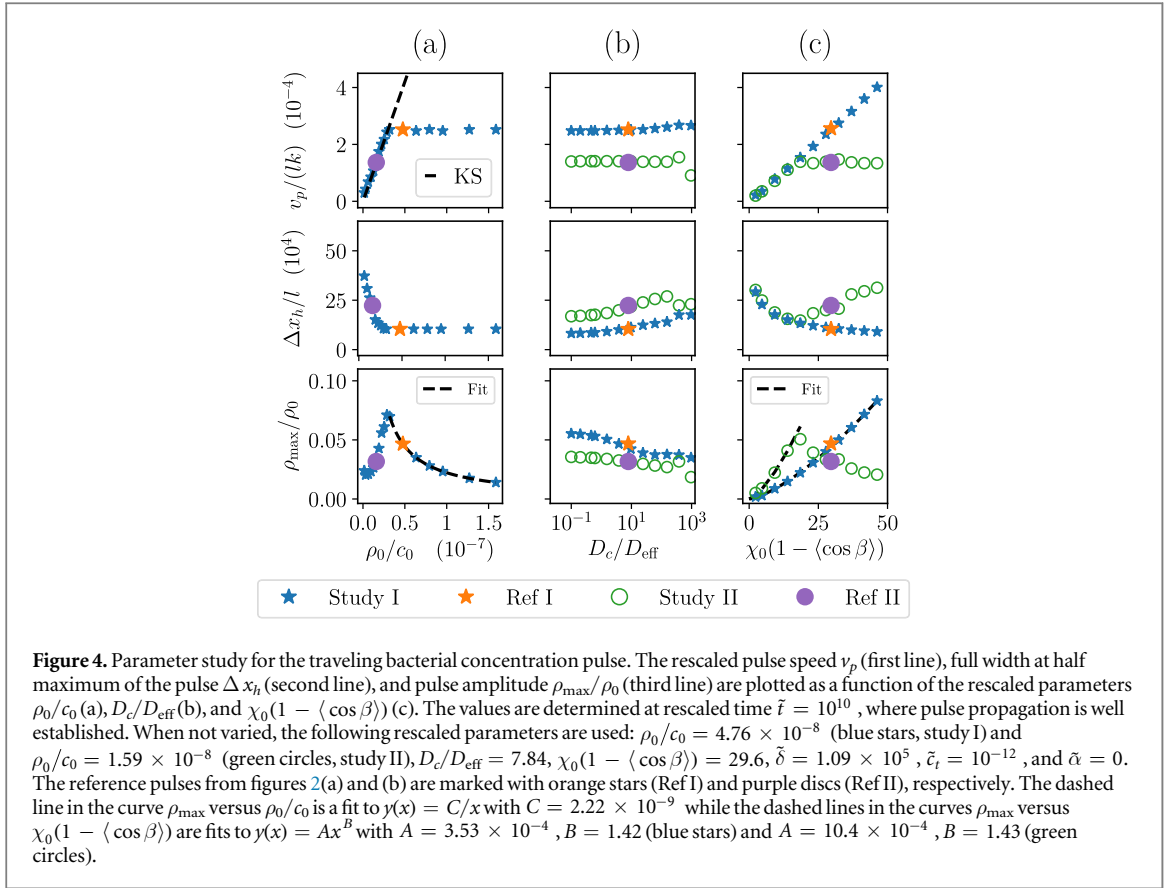 (a) (b) (c)
v_p/(lk) (10^{-4})
4
2
0
KS
Δx_h/l (10^4)
50
25
0
ρ_max/ρ_0
0.10
0.05
0.00
Fit
Fit
0.0 0.5 1.0 1.5
10^{-1} 10^1 10^3
0 25 50
ρ_0/c_0 (10^{-7})
D_c/D_eff
χ_0(1 − ⟨cos β⟩)
Study I Ref I Study II Ref II
Figure 4. Parameter study for the traveling bacterial concentration pulse. The rescaled pulse speed v_p (first line), full width at half
maximum of the pulse Δ x_h (second line), and pulse amplitude ρ_max/ρ_0 (third line) are plotted as a function of the rescaled parameters
ρ_0/c_0 (a), D_c/D_eff (b), and χ_0(1 − ⟨ cos β⟩) (c). The values are determined at rescaled time t̃ = 10^{10}, where pulse propagation is well
established. When not varied, the following rescaled parameters are used: ρ_0/c_0 = 4.76 × 10^{−8} (blue stars, study I) and
ρ_0/c_0 = 1.59 × 10^{−8} (green circles, study II), D_c/D_eff = 7.84, χ_0(1 − ⟨ cos β⟩) = 29.6, δ̃ = 1.09 × 10^5, c̃_t = 10^{−12}, and α̃ = 0.
The reference pulses from figures 2(a) and (b) are marked with orange stars (Ref I) and purple discs (Ref II), respectively. The dashed
line in the curve ρ_max versus ρ_0/c_0 is a fit to y(x) = C/x with C = 2.22 × 10^{−9} while the dashed lines in the curves ρ_max versus
χ_0(1 − ⟨ cos β⟩) are fits to y(x) = Ax^B with A = 3.53 × 10^{−4}, B = 1.42 (blue stars) and A = 10.4 × 10^{−4}, B = 1.43 (green
circles).